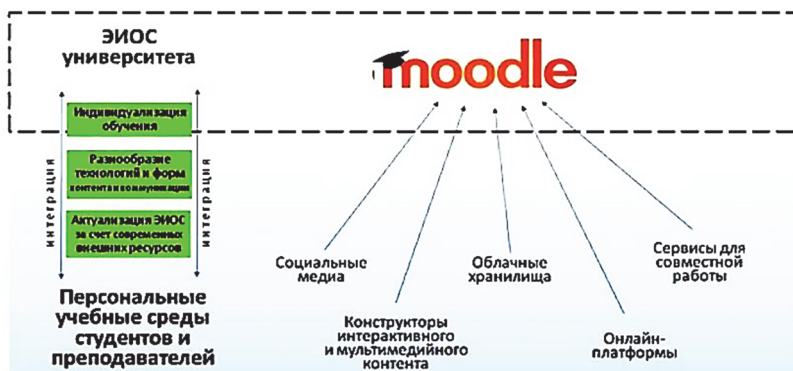 ЭИОС
университета
moodle
Индивидуализация
обучения
Разнообразие
технологий и форм
контента и коммуникации
Актуализация ЭИОС
за счет современных
внешних ресурсов
интеграция
интеграция
Персональные
учебные среды
студентов и
преподавателей
Социальные
медиа
Конструкторы
интерактивного
и мультимедийного
контента
Облачные
хранилища
Онлайн-
платформы
Сервисы для
совместной
работы